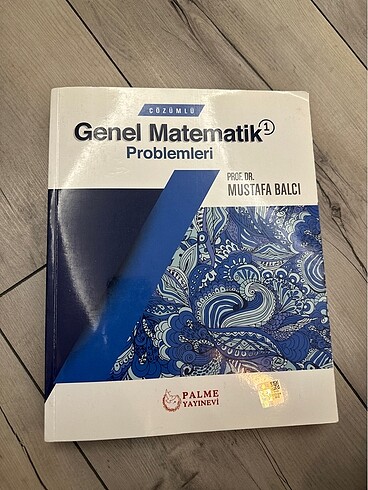 ÇÖZÜMLÜ
Genel Matematik 1
Problemleri
PROF. DR.
MUSTAFA BALCI
PALME
YAYINEVİ